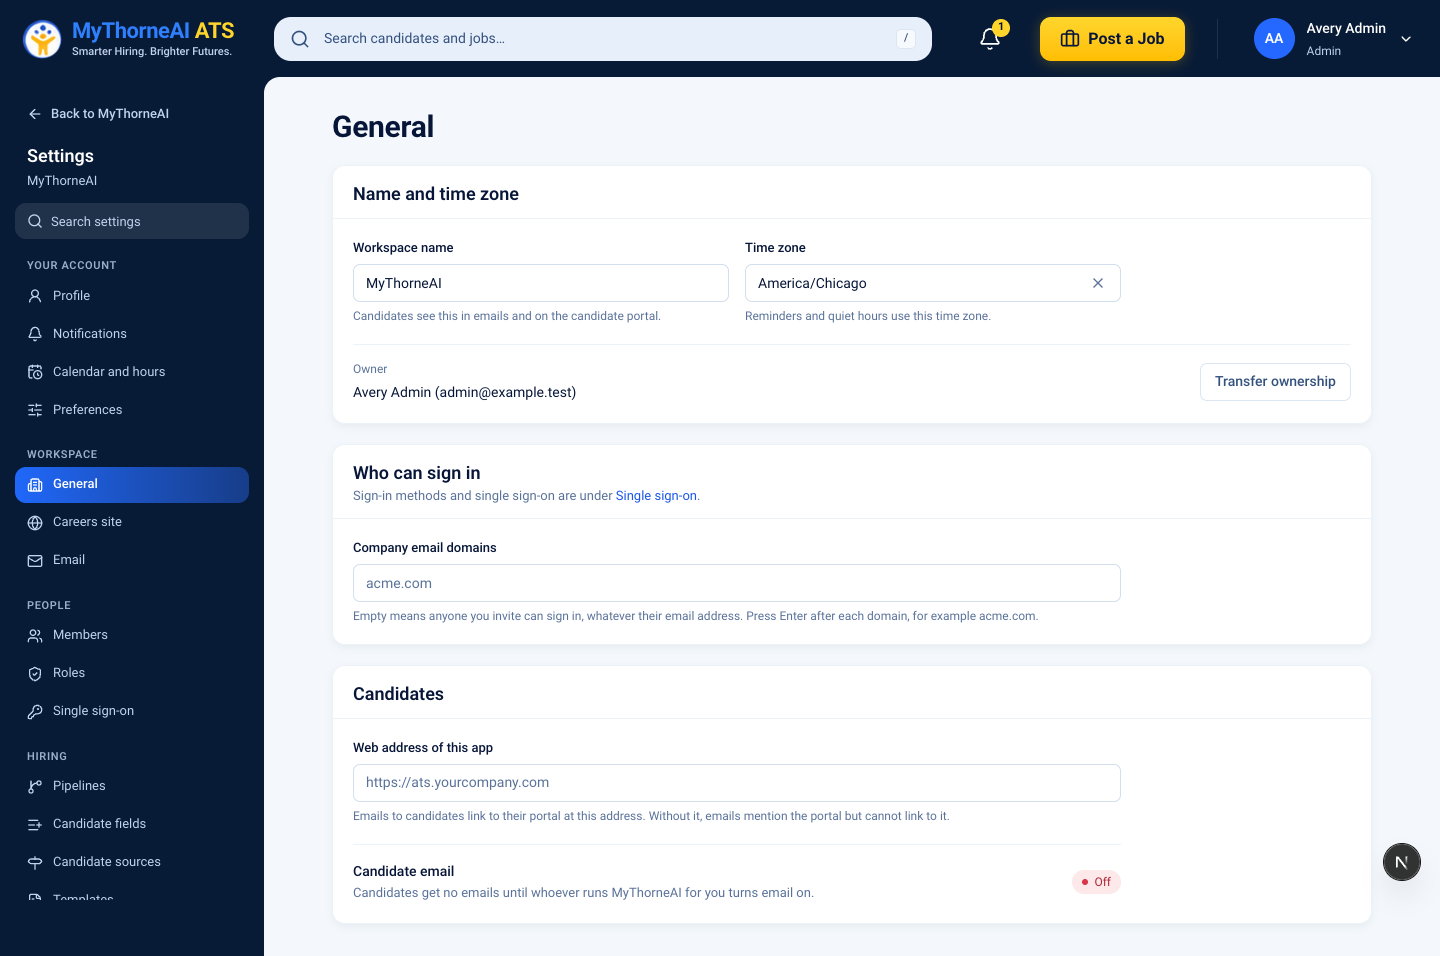 MyThorneAI ATS
Smarter Hiring. Brighter Futures.
Search candidates and jobs...
/
1
Post a Job
AA
Avery Admin
Admin
Back to MyThorneAI
Settings
MyThorneAI
Search settings
YOUR ACCOUNT
Profile
Notifications
Calendar and hours
Preferences
WORKSPACE
General
Careers site
Email
PEOPLE
Members
Roles
Single sign-on
HIRING
Pipelines
Candidate fields
Candidate sources
Templates
General
Name and time zone
Workspace name
MyThorneAI
Candidates see this in emails and on the candidate portal.
Time zone
America/Chicago
Reminders and quiet hours use this time zone.
Owner
Avery Admin (admin@example.test)
Transfer ownership
Who can sign in
Sign-in methods and single sign-on are under Single sign-on.
Company email domains
acme.com
Empty means anyone you invite can sign in, whatever their email address. Press Enter after each domain, for example acme.com.
Candidates
Web address of this app
https://ats.yourcompany.com
Emails to candidates link to their portal at this address. Without it, emails mention the portal but cannot link to it.
Candidate email
Candidates get no emails until whoever runs MyThorneAI for you turns email on.
Off
N